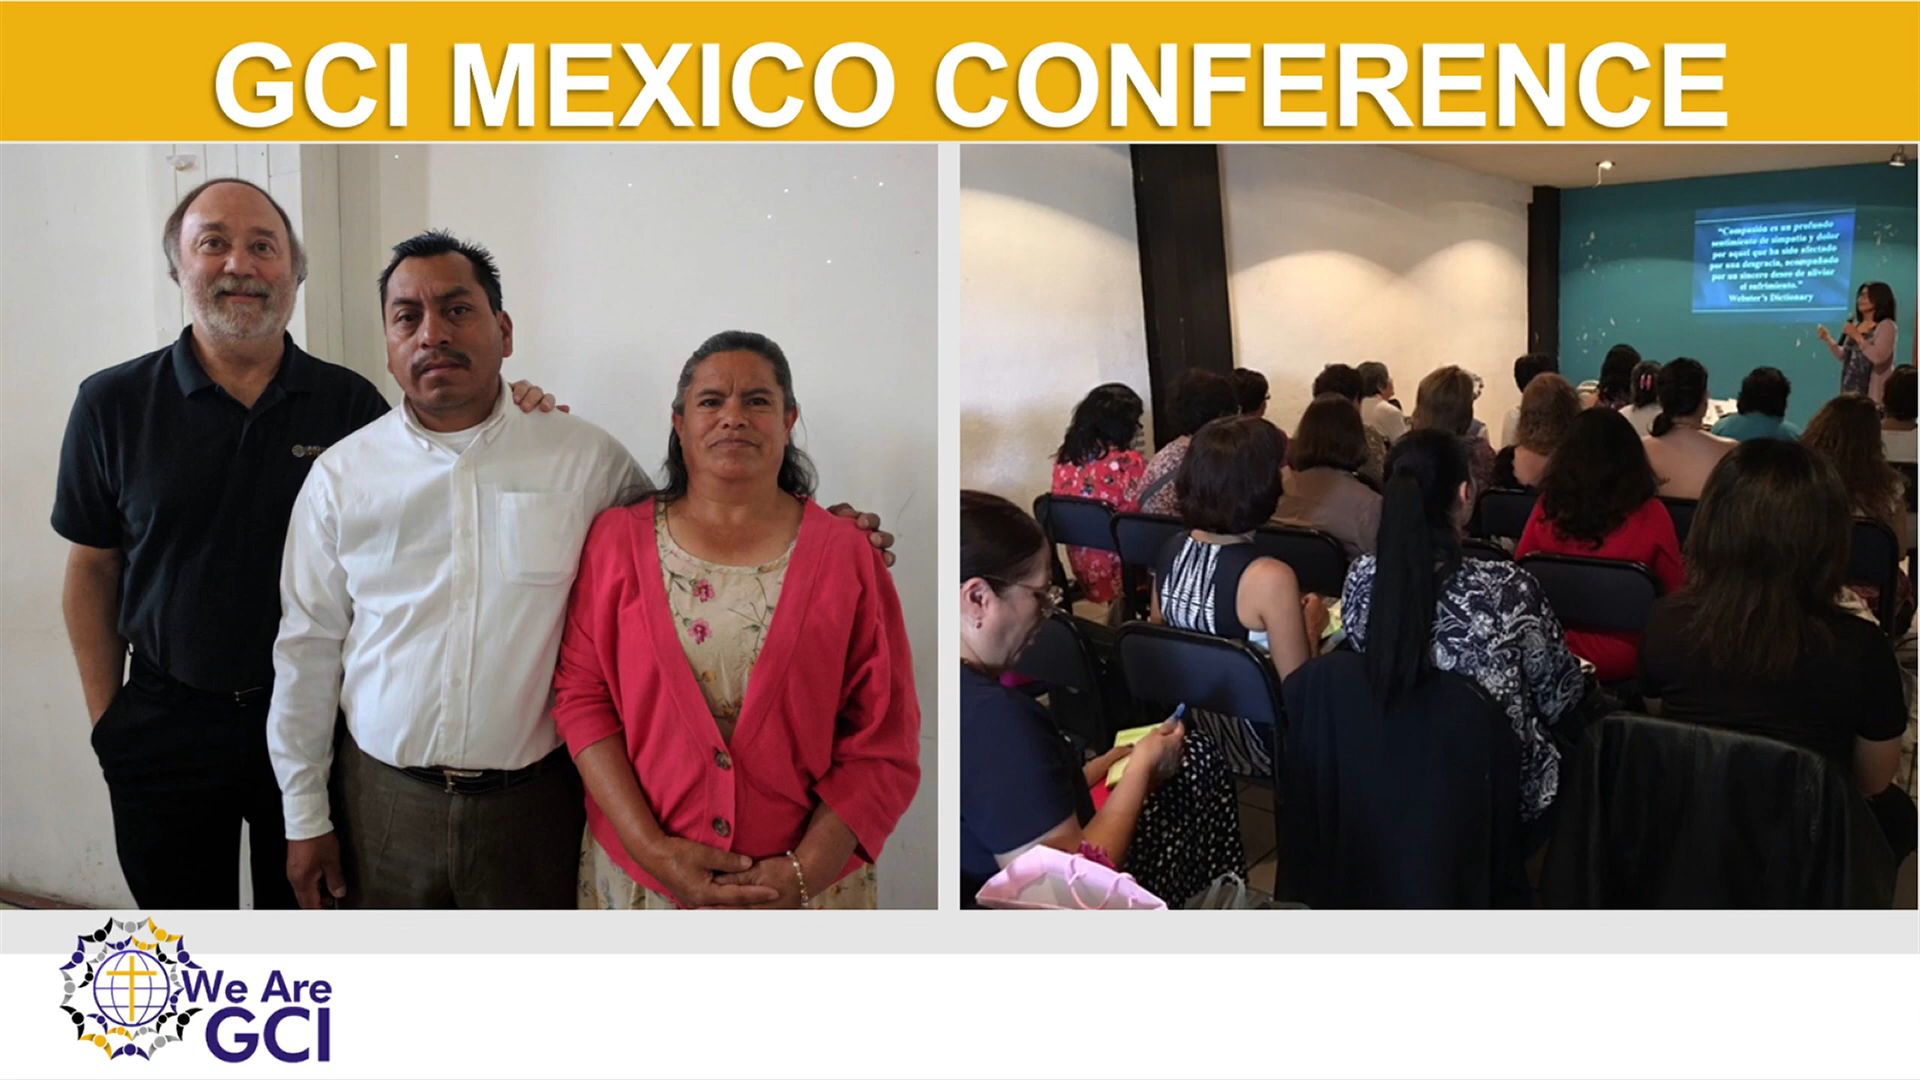 GCI MEXICO CONFERENCE
"Compasión es un profundo
sentimiento de simpatía y dolor
por aquel que ha sido afectado
por una desgracia, acompañado
por un sincero deseo de aliviar
el sufrimiento."
Webster's Dictionary
We Are
GCI